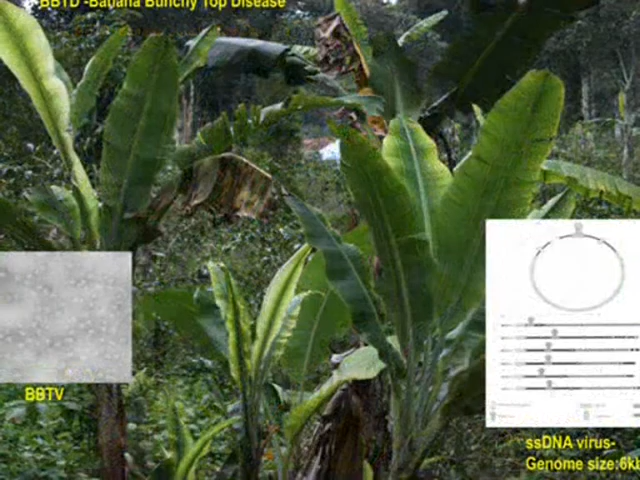 BBTD -Banana Bunchy Top Disease
BBTV
ssDNA virus-
Genome size:6kb